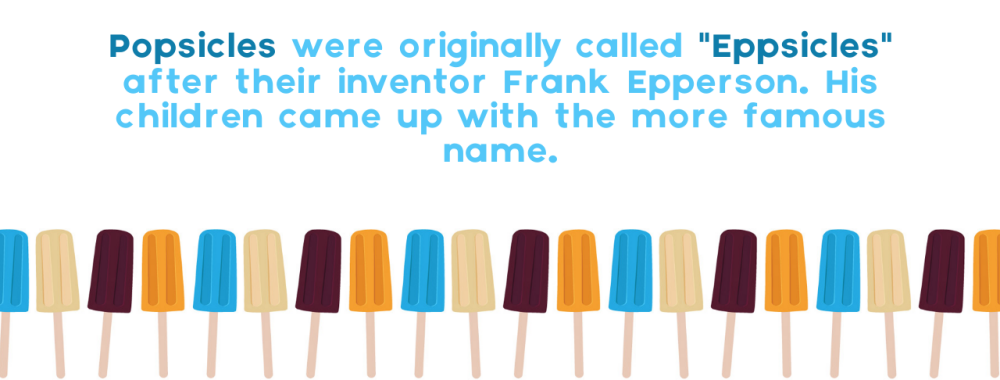 Popsicles were originally called "Eppsicles"
after their inventor Frank Epperson. His
children came up with the more famous
name.